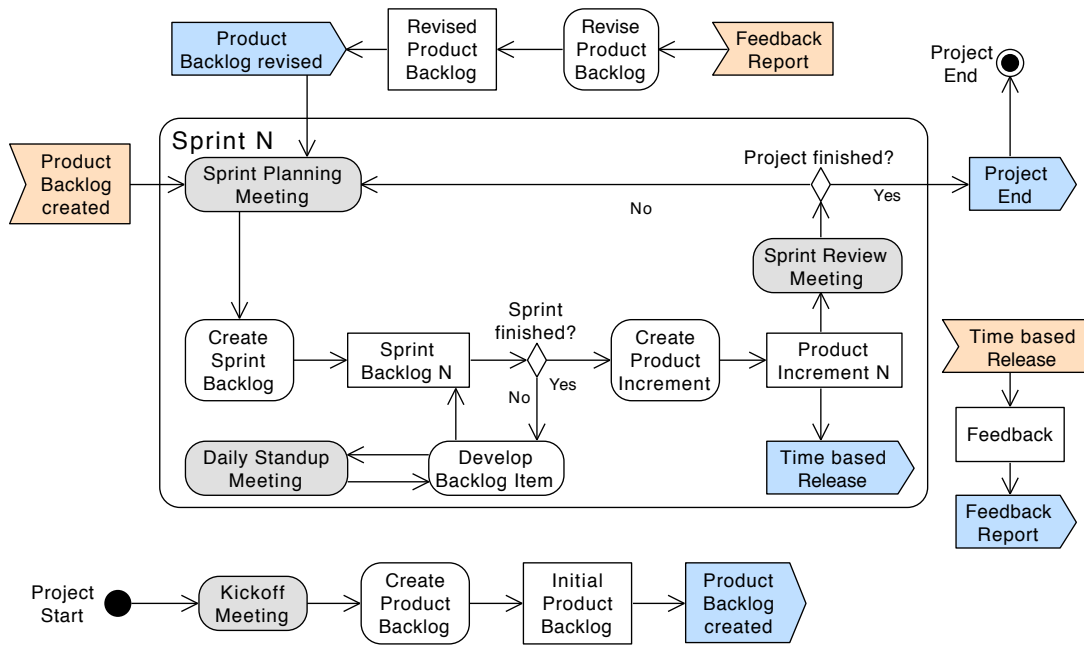 Product
Backlog revised
Revised
Product
Backlog
Revise
Product
Backlog
Feedback
Report
Project
End
Sprint N
Product
Backlog
created
Sprint Planning
Meeting
Project finished?
No
Yes
Project
End
Sprint Review
Meeting
Create
Sprint
Backlog
Sprint
Backlog N
Sprint
finished?
No
Yes
Create
Product
Increment
Product
Increment N
Time based
Release
Feedback
Feedback
Report
Daily Standup
Meeting
Develop
Backlog Item
Time based
Release
Project
Start
Kickoff
Meeting
Create
Product
Backlog
Initial
Product
Backlog
Product
Backlog
created